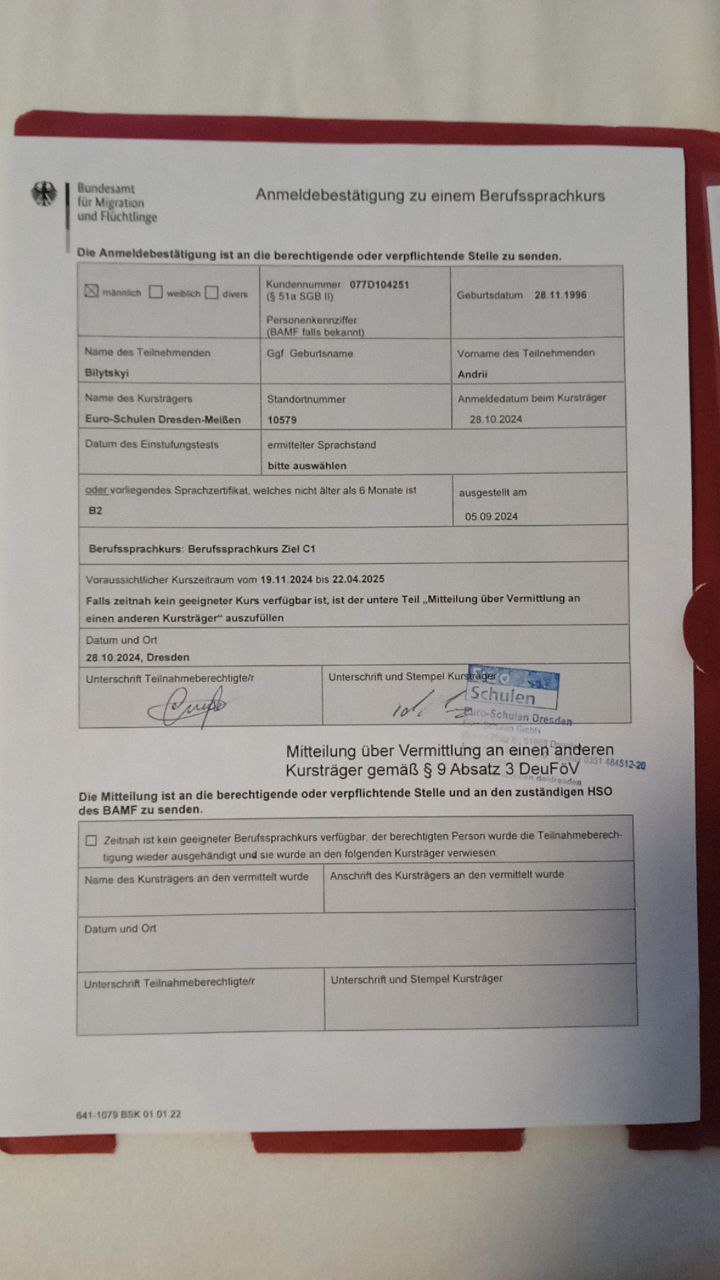 Bundesamt
für Migration
und Flüchtlinge
Anmeldebestätigung zu einem Berufssprachkurs
Die Anmeldebestätigung ist an die berechtigende oder verpflichtende Stelle zu senden.
männlich weiblich divers
Kundennummer 077D104251
(§ 51a SGB II)
Personenkennziffer
(BAMF falls bekannt)
Geburtsdatum 28.11.1996
Name des Teilnehmenden
Bilytskyi
Ggf Geburtsname
Vorname des Teilnehmenden
Andrii
Name des Kursträgers
Euro-Schulen Dresden-Meißen
Standortnummer
10579
Anmeldedatum beim Kursträger
28.10.2024
Datum des Einstufungstests
ermittelter Sprachstand
bitte auswählen
oder vorliegendes Sprachzertifikat, welches nicht älter als 6 Monate ist
B2
ausgestellt am
05.09.2024
Berufssprachkurs: Berufssprachkurs Ziel C1
Voraussichtlicher Kurszeitraum vom 19.11.2024 bis 22.04.2025
Falls zeitnah kein geeigneter Kurs verfügbar ist, ist der untere Teil „Mitteilung über Vermittlung an
einen anderen Kursträger“ auszufüllen
Datum und Ort
28.10.2024, Dresden
Unterschrift Teilnahmeberechtigte/r
Unterschrift und Stempel Kursträger
Schulen
Euro-Schulen Dresden
0351 484512-20
Mitteilung über Vermittlung an einen anderen
Kursträger gemäß § 9 Absatz 3 DeuFöV
Die Mitteilung ist an die berechtigende oder verpflichtende Stelle und an den zuständigen HSO
des BAMF zu senden.
Zeitnah ist kein geeigneter Berufssprachkurs verfügbar, der berechtigten Person wurde die Teilnahmeberech-
tigung wieder ausgehändigt und sie wurde an den folgenden Kursträger verwiesen.
Name des Kursträgers an den vermittelt wurde
Anschrift des Kursträgers an den vermittelt wurde
Datum und Ort
Unterschrift Teilnahmeberechtigte/r
Unterschrift und Stempel Kursträger
641-1079 BSK 01 01 22